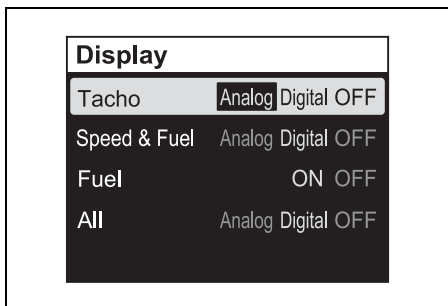 Display
Tacho Analog Digital OFF
Speed & Fuel Analog Digital OFF
Fuel ON OFF
All Analog Digital OFF